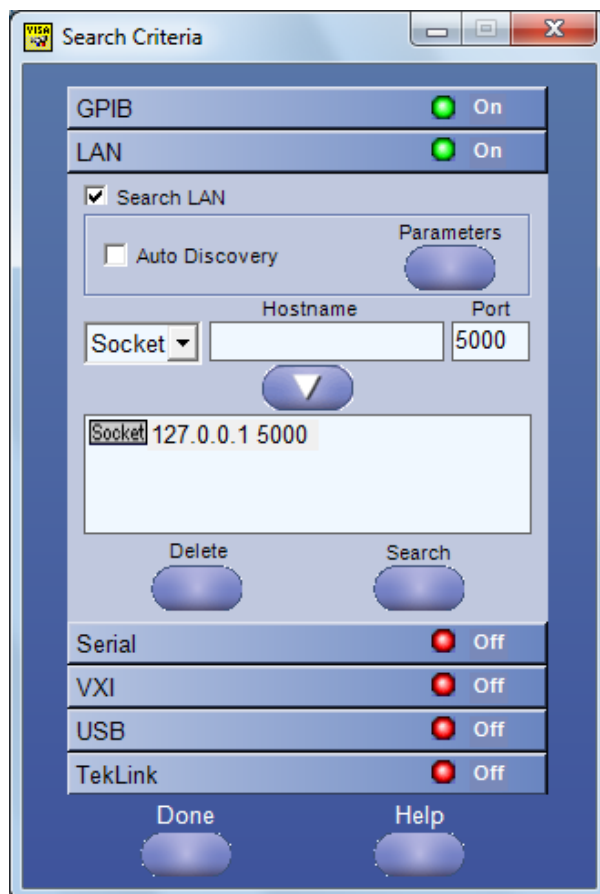 VISA
Search Criteria
GPIB On
LAN On
Search LAN
Auto Discovery
Parameters
Hostname Port
Socket 5000
Socket 127.0.0.1 5000
Delete Search
Serial Off
VXI Off
USB Off
TekLink Off
Done Help